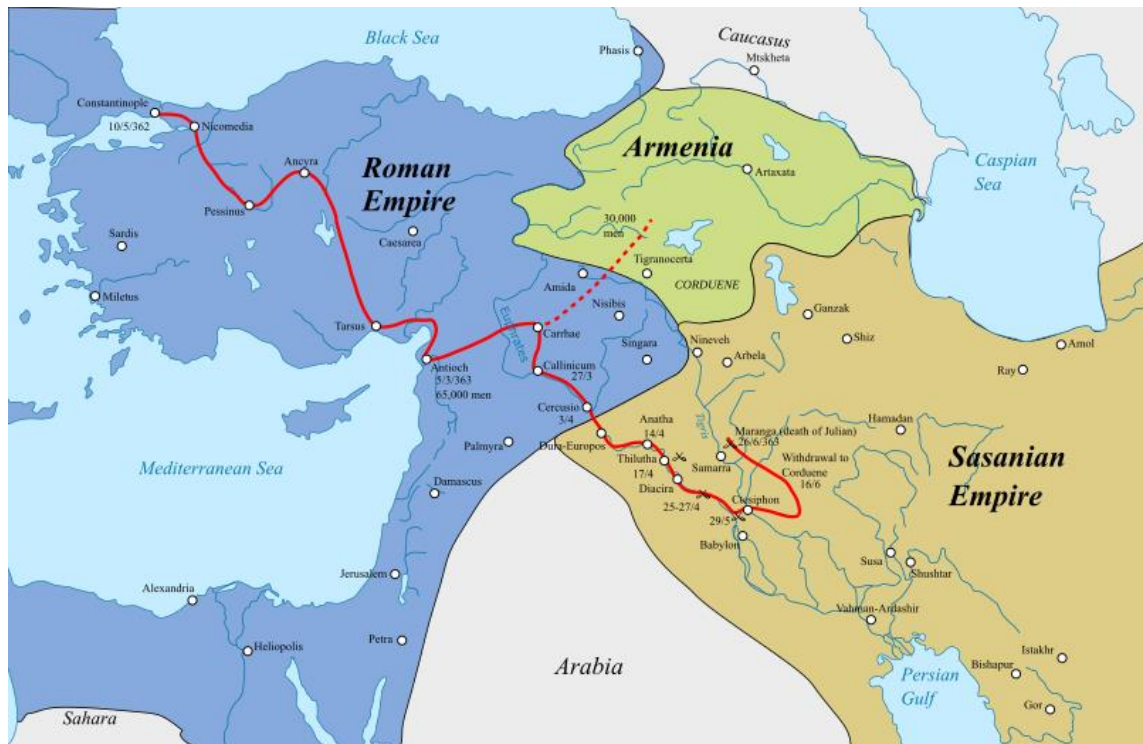 Black Sea
Caucasus
Phasis
Mtskheta
Constantinople
10/5/362
Nicomedia
Ancyra
Roman
Empire
Armenia
Artaxata
Caspian
Sea
Pessinus
Sardis
Caesarea
30,000
men
Tigranocerta
CORDUENE
Amida
Miletus
Nisibis
Ganzak
Tarsus
Carrhae
Euphrates
Shiz
Singara
Nineveh
Arbela
Amol
Antioch
5/3/363
65,000 men
Callinicum
27/3
Ray
Cercusio
3/4
Hamadan
Tigris
Anatha
14/4
Maranga (death of Julian)
26/6/363
Palmyra
Dura-Europos
Thilutha
17/4
Samarra
Withdrawal to
Corduene
16/6
Sasanian
Empire
Mediterranean Sea
Damascus
Diacira
25-27/4
Ctesiphon
29/5
Babylon
Susa
Shushtar
Jerusalem
Alexandria
Vahman-Ardashir
Petra
Heliopolis
Arabia
Istakhr
Bishapur
Persian
Gulf
Gor
Sahara